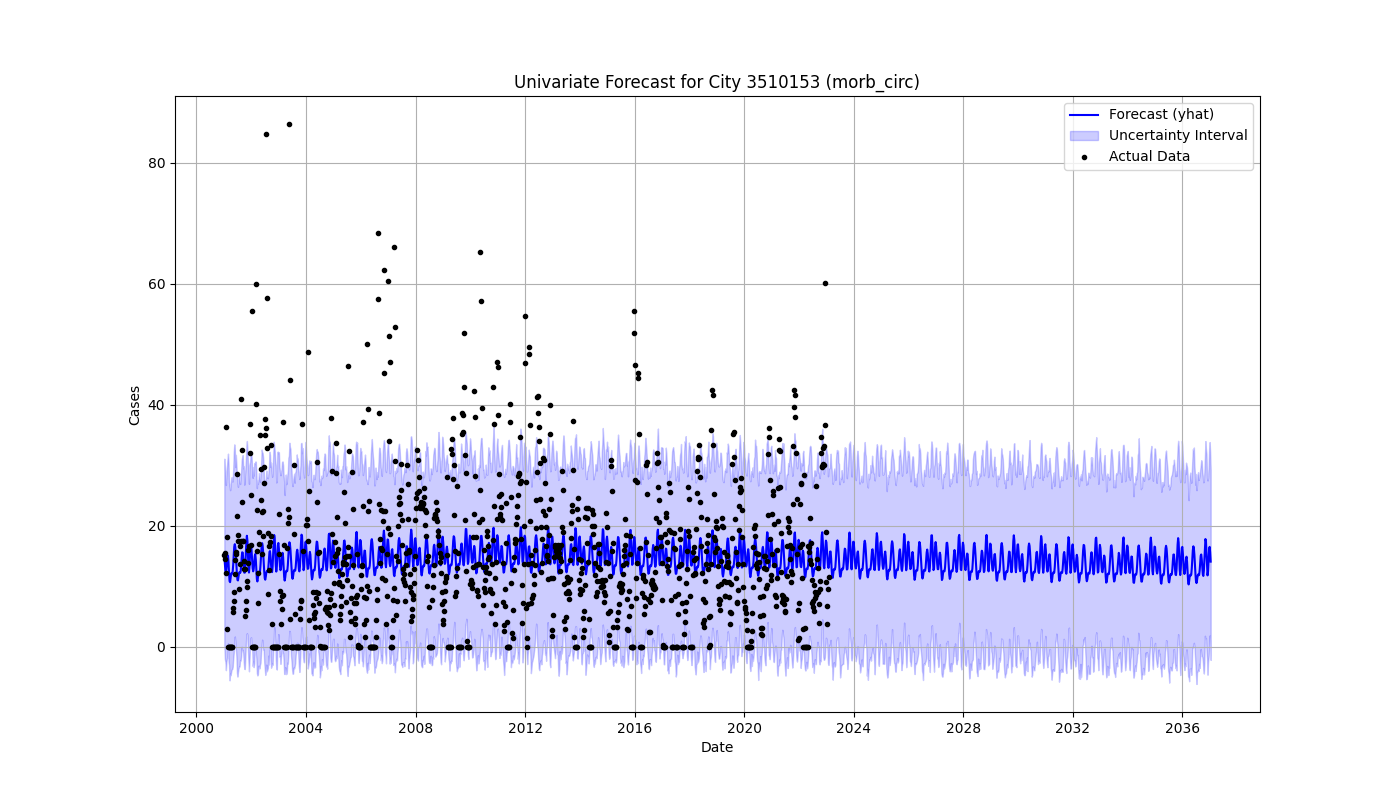 Univariate Forecast for City 3510153 (morb_circ)
Forecast (yhat)
Uncertainty Interval
Actual Data
Cases
80
60
40
20
0
2000 2004 2008 2012 2016 2020 2024 2028 2032 2036
Date